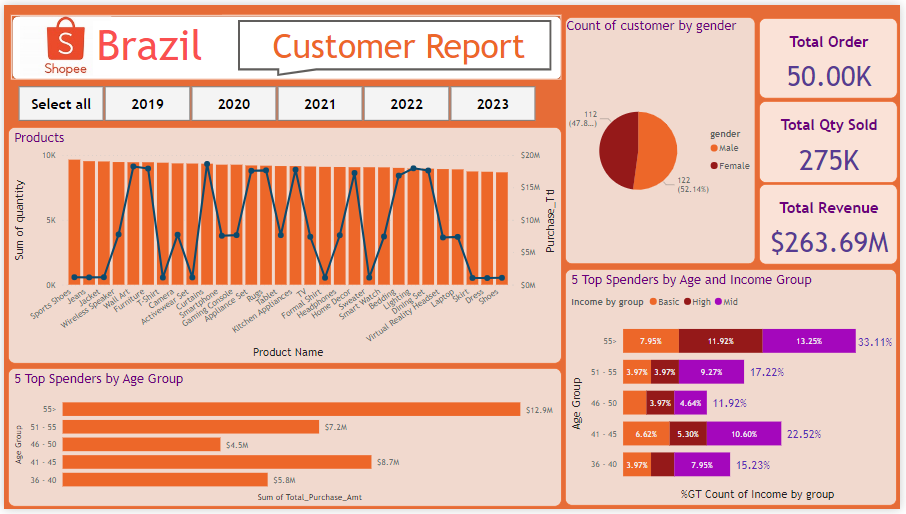 Shopee
Brazil
Customer Report
Select all
2019
2020
2021
2022
2023
Products
10K
5K
0K
Sum of quantity
$20M
$15M
$10M
$5M
$0M
Purchase_Ttl
Sports Shoes
Jeans
Jacket
Wireless Speaker
Wall Art
Furniture
T-Shirt
Camera
Activewear Set
Curtains
Smartphone
Gaming Console
Appliance Set
Rugs
Tablet
Kitchen Appliances
TV
Formal Shirt
Headphones
Home Decor
Sweater
Smart Watch
Bedding
Lighting
Dining Set
Virtual Reality Headset
Laptop
Skirt
Dress
Shoes
Product Name
5 Top Spenders by Age Group
Age Group
55>
$12.9M
51 - 55
$7.2M
46 - 50
$4.5M
41 - 45
$8.7M
36 - 40
$5.8M
Sum of Total_Purchase_Amt
Count of customer by gender
112
(47.8...)
122
(52.14%)
gender
Male
Female
Total Order
50.00K
Total Qty Sold
275K
Total Revenue
$263.69M
5 Top Spenders by Age and Income Group
Income by group Basic High Mid
Age Group
55> 7.95% 11.92% 13.25% 33.11%
51 - 55 3.97% 3.97% 9.27% 17.22%
46 - 50 3.97% 4.64% 11.92%
41 - 45 6.62% 5.30% 10.60% 22.52%
36 - 40 3.97% 7.95% 15.23%
%GT Count of Income by group